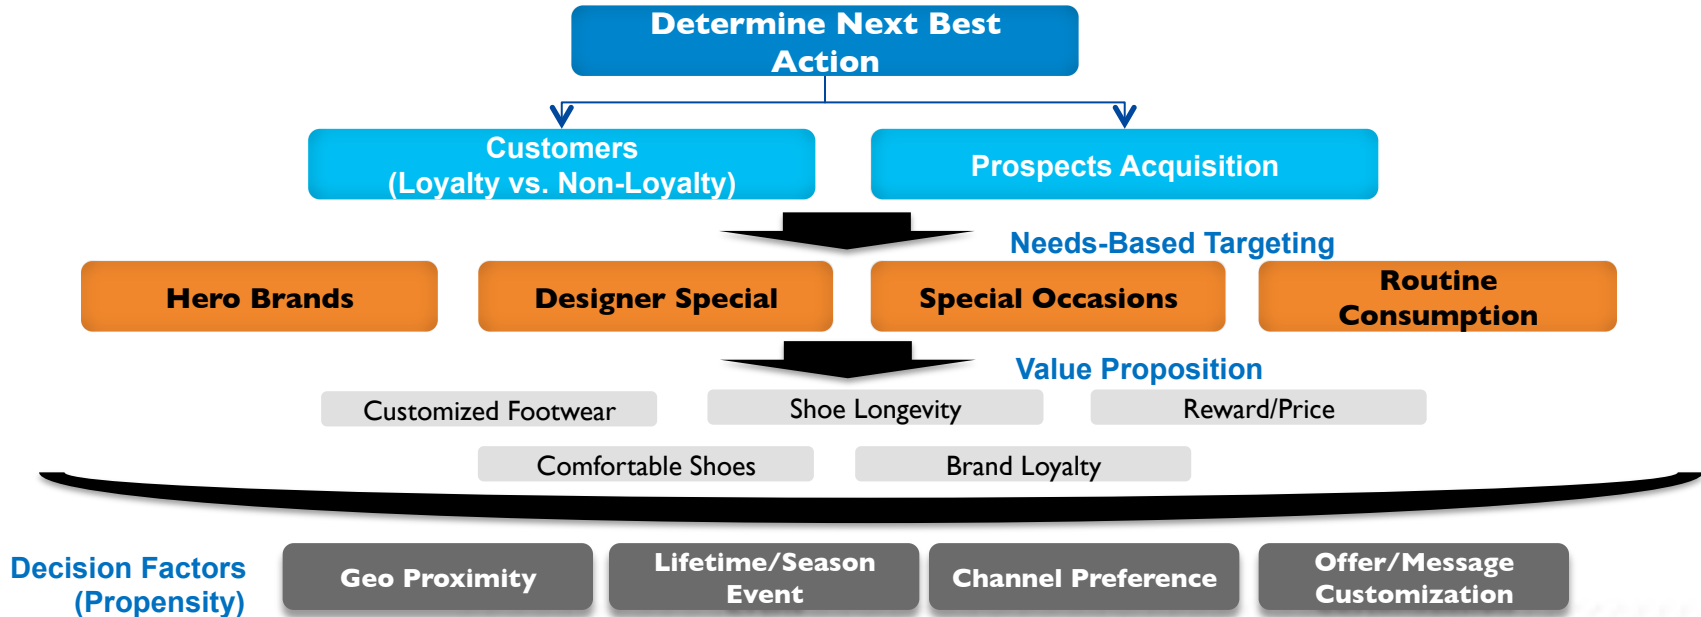 Determine Next Best
Action
Customers
(Loyalty vs. Non-Loyalty)
Prospects Acquisition
Needs-Based Targeting
Hero Brands
Designer Special
Special Occasions
Routine
Consumption
Value Proposition
Customized Footwear
Shoe Longevity
Reward/Price
Comfortable Shoes
Brand Loyalty
Decision Factors
(Propensity)
Geo Proximity
Lifetime/Season
Event
Channel Preference
Offer/Message
Customization